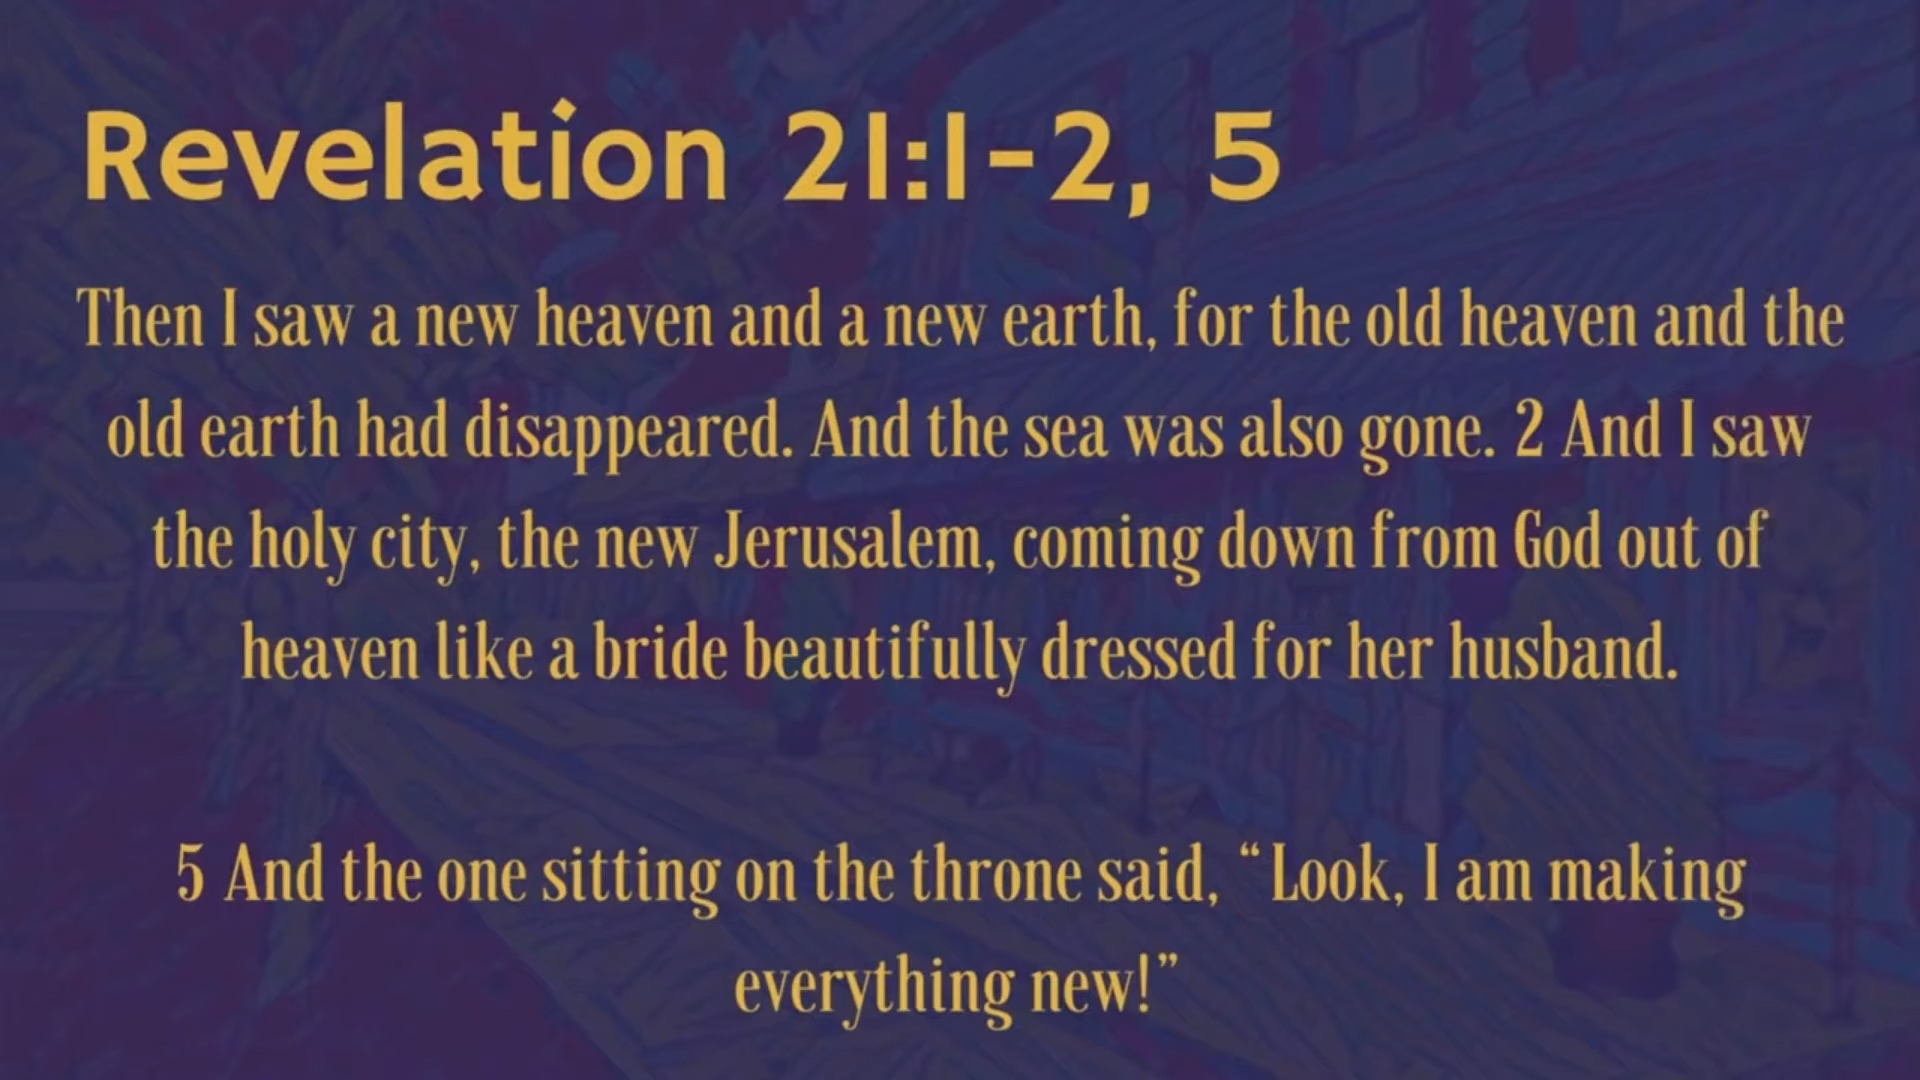 Revelation 21:1-2, 5
Then I saw a new heaven and a new earth, for the old heaven and the
old earth had disappeared. And the sea was also gone. 2 And I saw
the holy city, the new Jerusalem, coming down from God out of
heaven like a bride beautifully dressed for her husband.
5 And the one sitting on the throne said, “Look, I am making
everything new!”